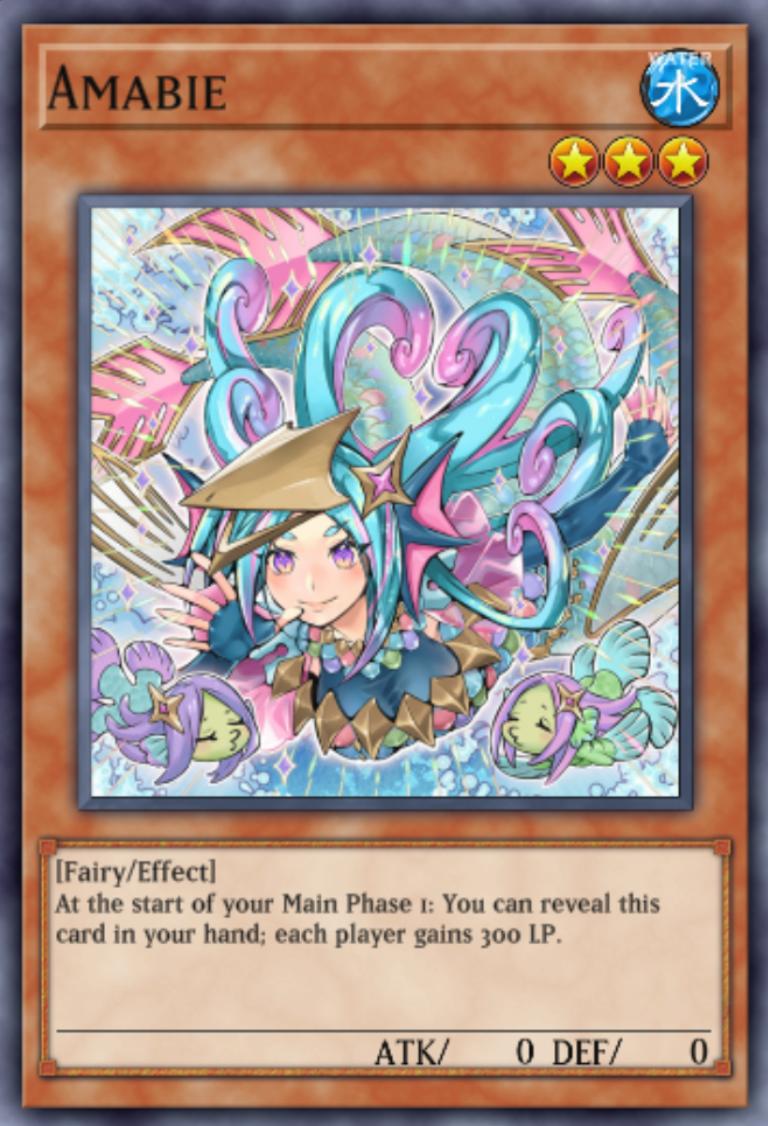 Amabie
WATER
水
[Fairy/Effect]
At the start of your Main Phase 1: You can reveal this
card in your hand; each player gains 300 LP.
ATK/ 0 DEF/ 0